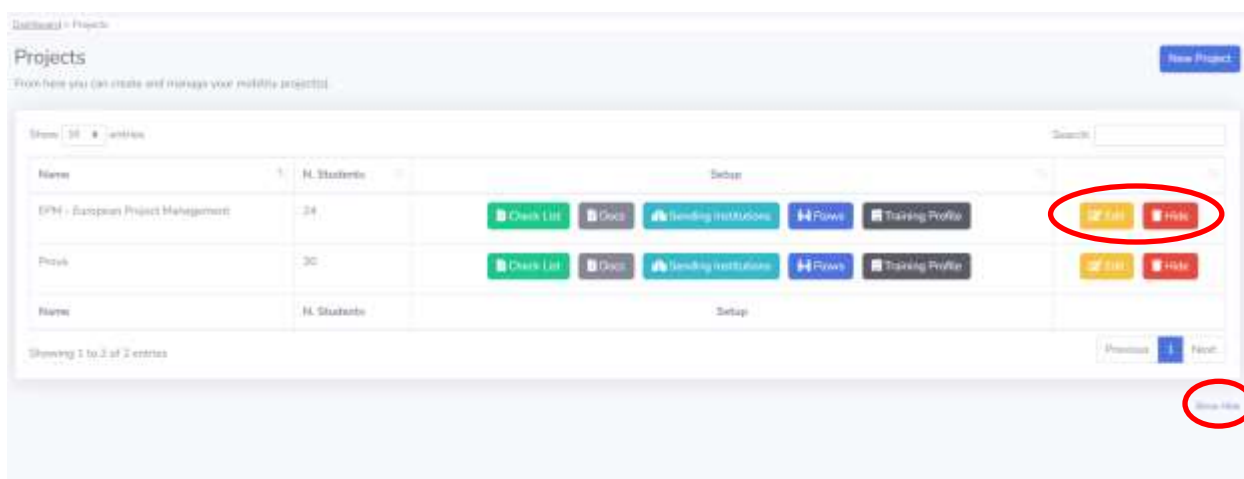 Dashboard > Projects
Projects
New Project
From here you can create and manage your mobility project(s).
Show 10 entries
Search:
Name N. Students Setup
EPM - European Project Management 24 Check List Docs Sending Institutions Flows Training Profile Edit Hide
Prova 30 Check List Docs Sending Institutions Flows Training Profile Edit Hide
Name N. Students Setup
Showing 1 to 2 of 2 entries
Previous 1 Next
Show Hide